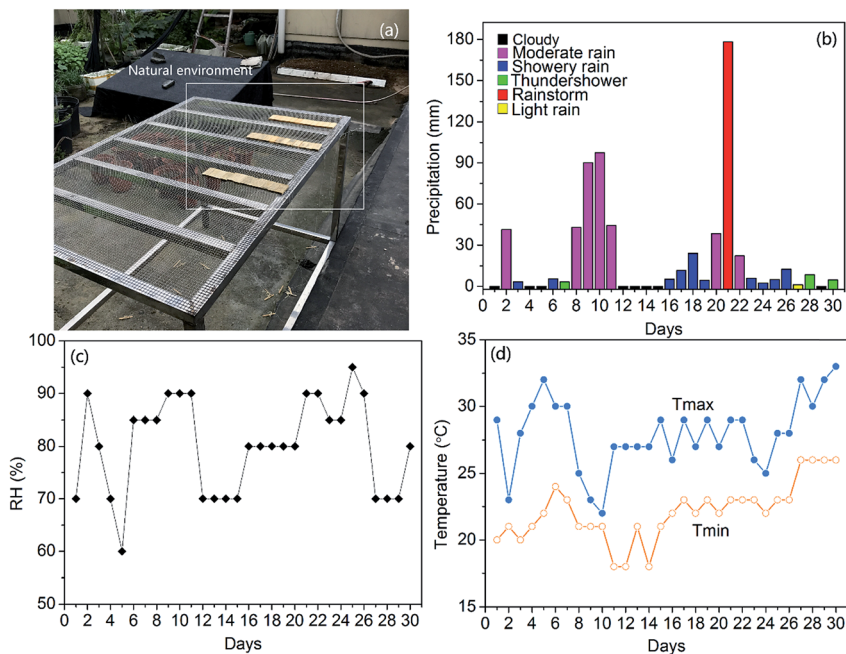 (a)
Natural environment
(b)
Cloudy
Moderate rain
Showery rain
Thundershower
Rainstorm
Light rain
Precipitation (mm)
180
150
120
90
60
30
0
0 2 4 6 8 10 12 14 16 18 20 22 24 26 28 30
Days
(c)
RH (%)
100
90
80
70
60
50
0 2 4 6 8 10 12 14 16 18 20 22 24 26 28 30
Days
(d)
Temperature (°C)
35
30
25
20
15
Tmax
Tmin
0 2 4 6 8 10 12 14 16 18 20 22 24 26 28 30
Days